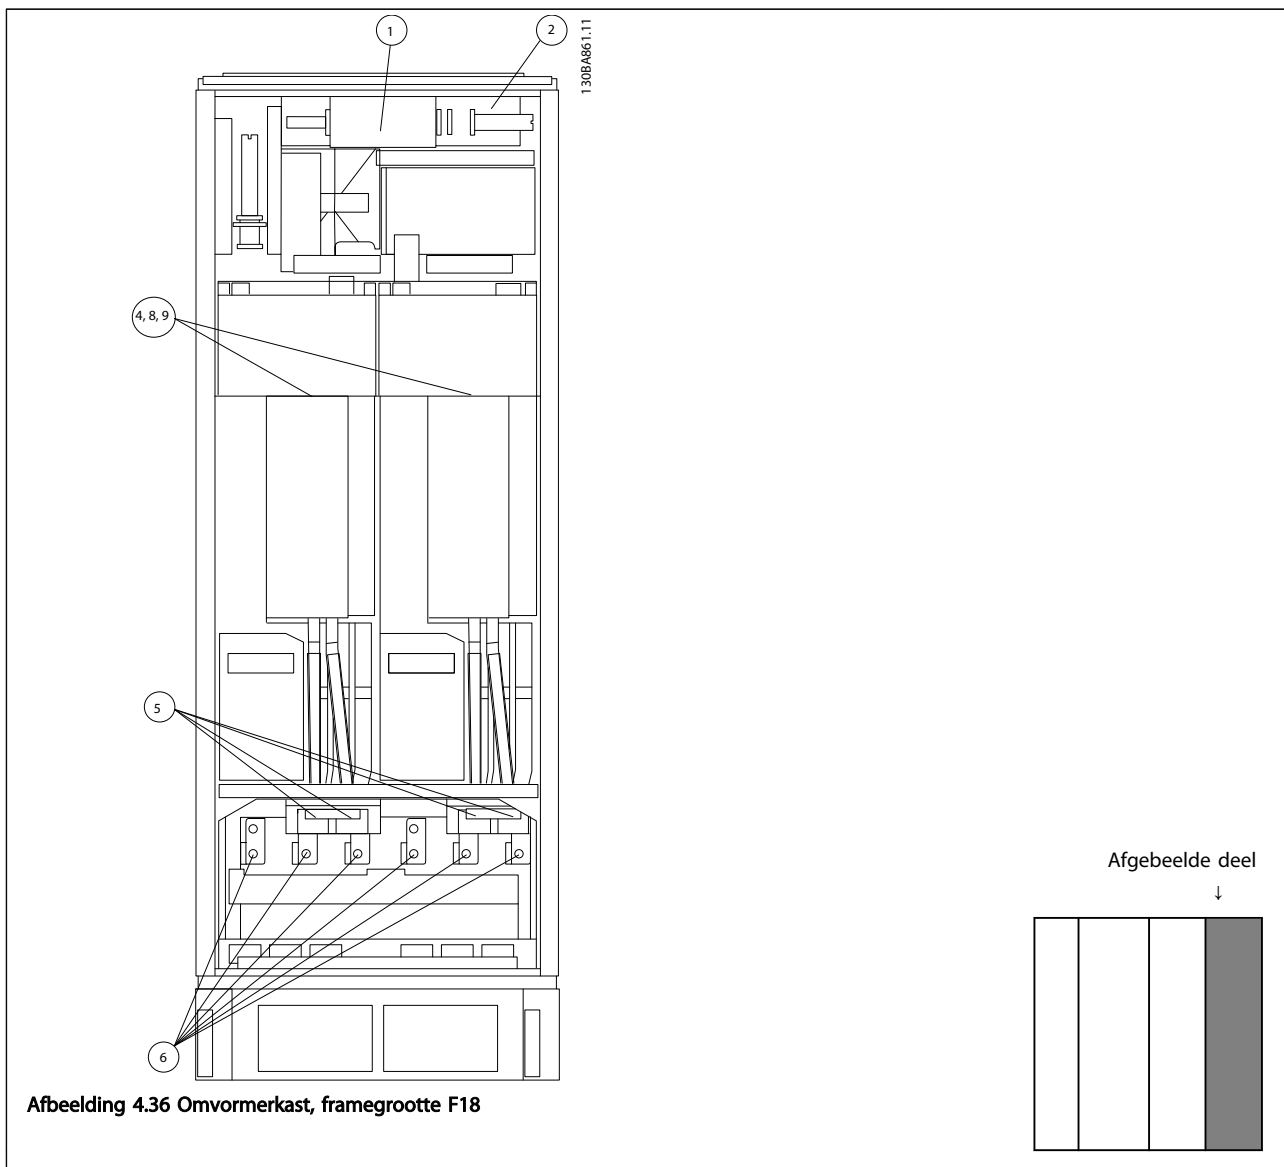 1
2
130BA861.11
4, 8, 9
5
6
Afgebeelde deel
↓
Afbeelding 4.36 Omvormerkast, framegrootte F18